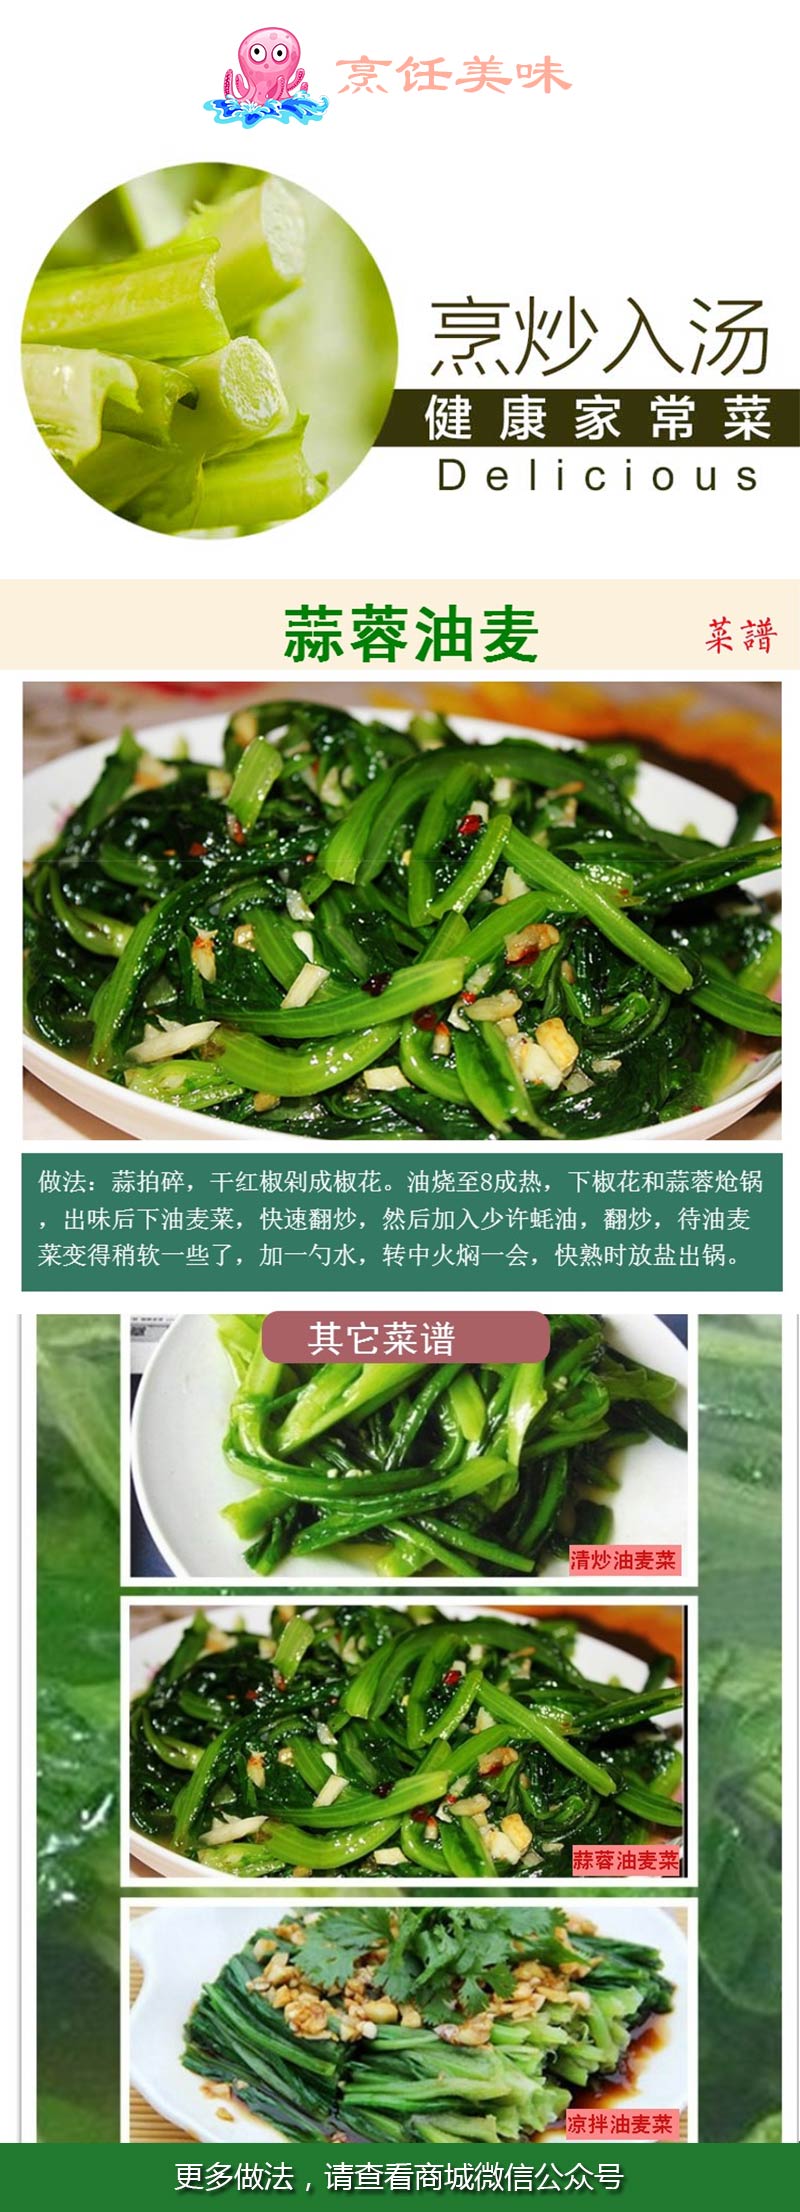 烹饪美味
烹炒入汤
健康家常菜
Delicious
蒜蓉油麦
菜譜
做法：蒜拍碎，干红椒剁成椒花。油烧至8成热，下椒花和蒜蓉炝锅
，出味后下油麦菜，快速翻炒，然后加入少许蚝油，翻炒，待油麦
菜变得稍软一些了，加一勺水，转中火焖一会，快熟时放盐出锅。
其它菜谱
清炒油麦菜
蒜蓉油麦菜
凉拌油麦菜
更多做法，请查看商城微信公众号